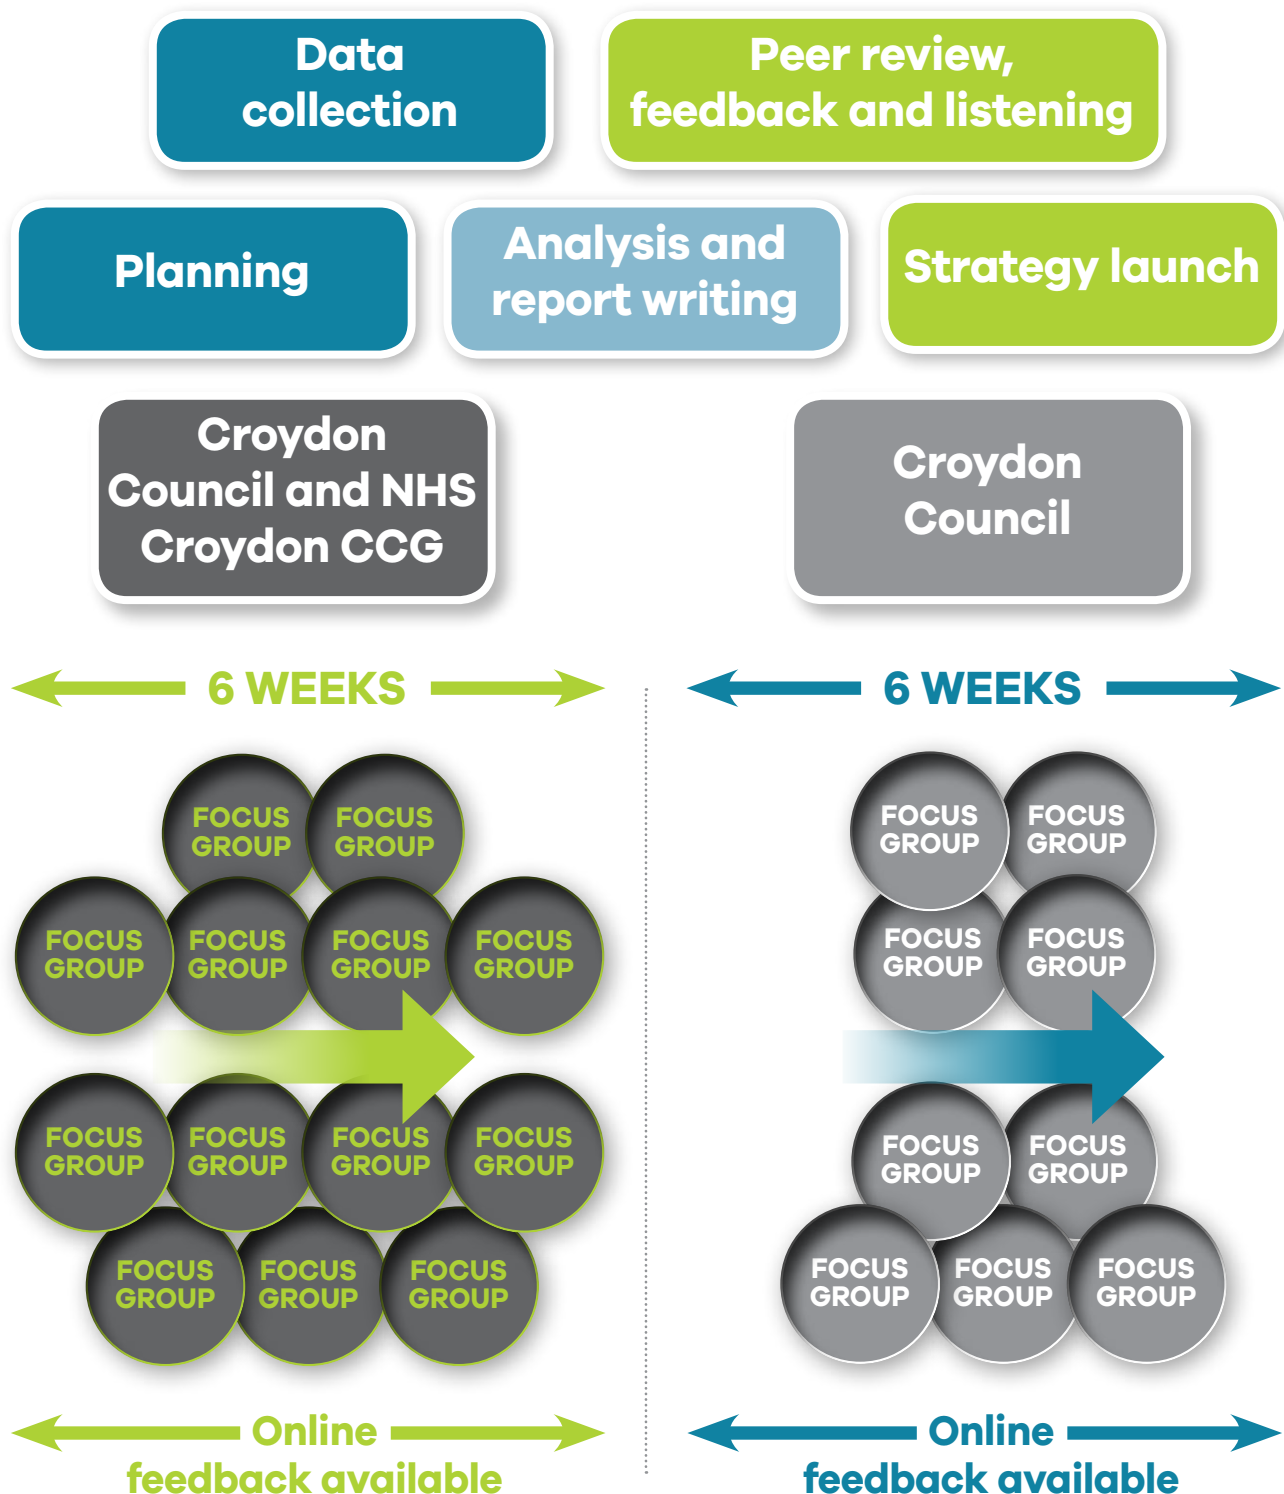 Data
collection
Peer review,
feedback and listening
Planning
Analysis and
report writing
Strategy launch
Croydon
Council and NHS
Croydon CCG
Croydon
Council
6 WEEKS
6 WEEKS
FOCUS
GROUP
FOCUS
GROUP
FOCUS
GROUP
FOCUS
GROUP
FOCUS
GROUP
FOCUS
GROUP
FOCUS
GROUP
FOCUS
GROUP
FOCUS
GROUP
FOCUS
GROUP
FOCUS
GROUP
FOCUS
GROUP
FOCUS
GROUP
Online
feedback available
FOCUS
GROUP
FOCUS
GROUP
FOCUS
GROUP
FOCUS
GROUP
FOCUS
GROUP
FOCUS
GROUP
FOCUS
GROUP
FOCUS
GROUP
FOCUS
GROUP
Online
feedback available